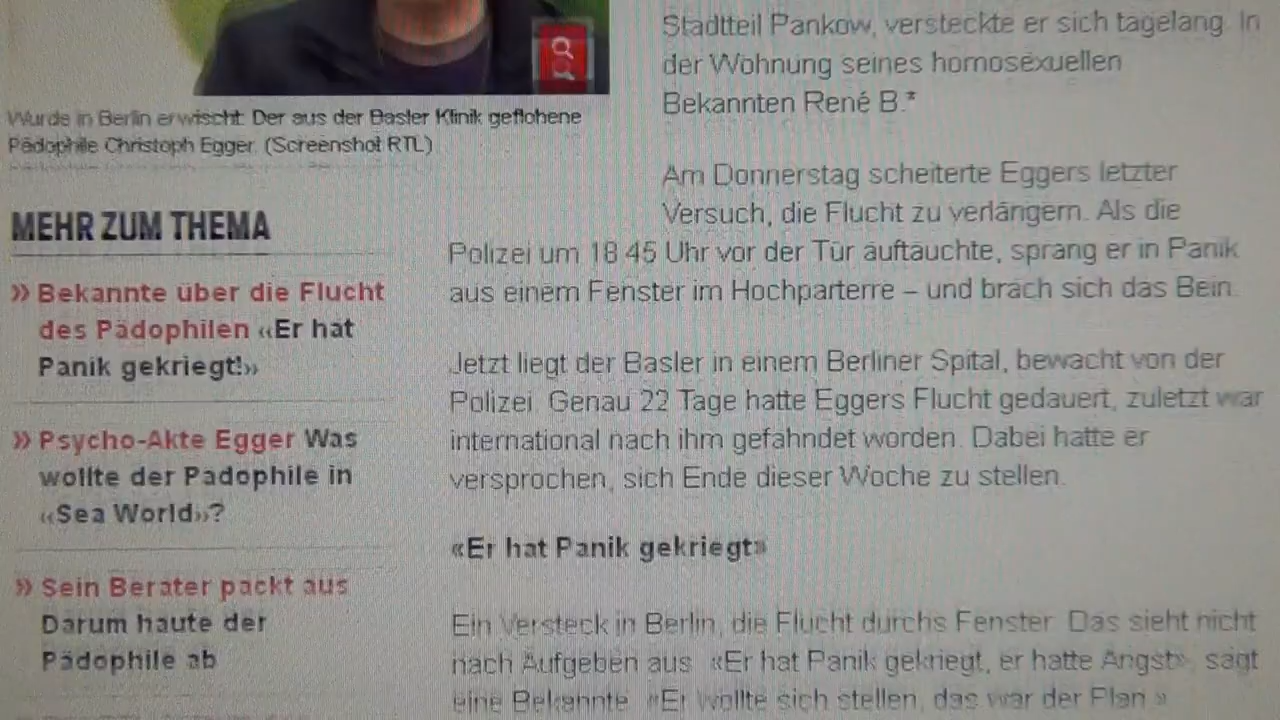 Wurde in Berlin erwischt: Der aus der Basler Klinik geflohene
Pädophile Christoph Egger. (Screenshot RTL)
MEHR ZUM THEMA
» Bekannte über die Flucht
des Pädophilen «Er hat
Panik gekriegt!»
» Psycho-Akte Egger Was
wollte der Pädophile in
«Sea World»?
» Sein Berater packt aus
Darum haute der
Pädophile ab
Stadtteil Pankow, versteckte er sich tagelang. In
der Wohnung seines homosexuellen
Bekannten René B.*
Am Donnerstag scheiterte Eggers letzter
Versuch, die Flucht zu verlängern. Als die
Polizei um 18.45 Uhr vor der Tür auftauchte, sprang er in Panik
aus einem Fenster im Hochparterre – und brach sich das Bein.
Jetzt liegt der Basler in einem Berliner Spital, bewacht von der
Polizei. Genau 22 Tage hatte Eggers Flucht gedauert, zuletzt war
international nach ihm gefahndet worden. Dabei hatte er
versprochen, sich Ende dieser Woche zu stellen.
«Er hat Panik gekriegt»
Ein Versteck in Berlin, die Flucht durchs Fenster. Das sieht nicht
nach Aufgeben aus. «Er hat Panik gekriegt, er hatte Angst», sagt
eine Bekannte. «Er wollte sich stellen, das war der Plan.»